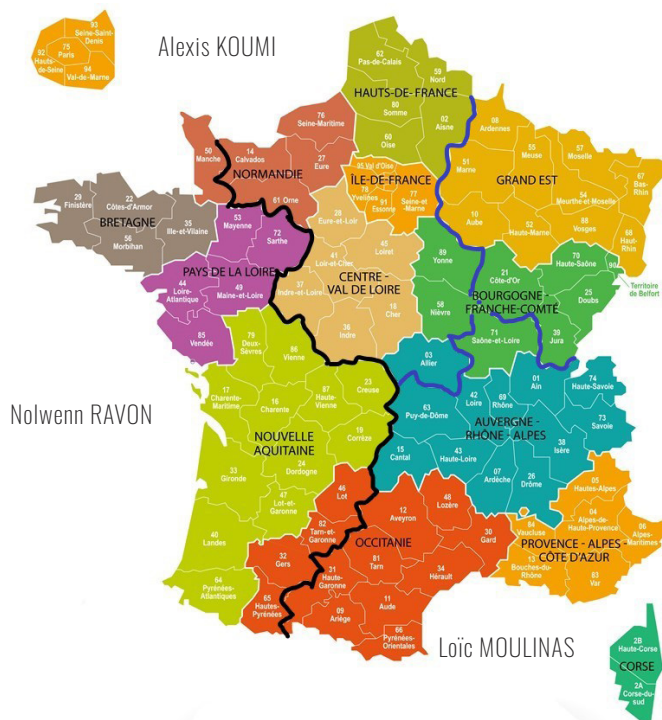 93
Seine-Saint-
Denis
92
Hauts-
de-Seine
75
Paris
94
Val-de-Marne
Alexis KOUMI
62
Pas-de-Calais
59
Nord
HAUTS-DE-FRANCE
80
Somme
02
Aisne
60
Oise
76
Seine-Maritime
50
Manche
14
Calvados
27
Eure
NORMANDIE
61 Orne
95 Val d'Oise
ÎLE-DE-FRANCE
78
Yvelines
77
Seine-et-
Marne
91
Essonne
08
Ardennes
51
Marne
55
Meuse
57
Moselle
67
Bas-
Rhin
GRAND EST
54
Meurthe-et-Moselle
10
Aube
52
Haute-Marne
88
Vosges
68
Haut-
Rhin
29
Finistère
22
Côtes-d'Armor
BRETAGNE
35
Ille-et-Vilaine
56
Morbihan
53
Mayenne
72
Sarthe
PAYS DE LA LOIRE
44
Loire-
Atlantique
49
Maine-et-Loire
85
Vendée
28
Eure-et-Loir
45
Loiret
41
Loir-et-Cher
CENTRE -
VAL DE LOIRE
37
Indre-et-Loire
18
Cher
36
Indre
89
Yonne
21
Côte-d'Or
70
Haute-Saône
90
Territoire
de Belfort
25
Doubs
BOURGOGNE -
FRANCHE-COMTÉ
58
Nièvre
71
Saône-et-Loire
39
Jura
79
Deux-
Sèvres
86
Vienne
23
Creuse
17
Charente-
Maritime
16
Charente
87
Haute-
Vienne
19
Corrèze
NOUVELLE
AQUITAINE
24
Dordogne
33
Gironde
47
Lot-et-
Garonne
40
Landes
64
Pyrénées-
Atlantiques
Nolwenn RAVON
03
Allier
01
Ain
74
Haute-Savoie
42
Loire
69
Rhône
63
Puy-de-Dôme
73
Savoie
AUVERGNE -
RHÔNE - ALPES
38
Isère
15
Cantal
43
Haute-Loire
07
Ardèche
26
Drôme
46
Lot
12
Aveyron
48
Lozère
82
Tarn-et-
Garonne
OCCITANIE
30
Gard
32
Gers
81
Tarn
31
Haute-
Garonne
34
Hérault
65
Hautes-
Pyrénées
09
Ariège
11
Aude
66
Pyrénées-
Orientales
05
Hautes-Alpes
04
Alpes-de-
Haute-Provence
06
Alpes-
Maritimes
84
Vaucluse
PROVENCE - ALPES -
CÔTE D'AZUR
13
Bouches-du-
Rhône
83
Var
Loïc MOULINAS
2B
Haute-Corse
CORSE
2A
Corse-du-
sud